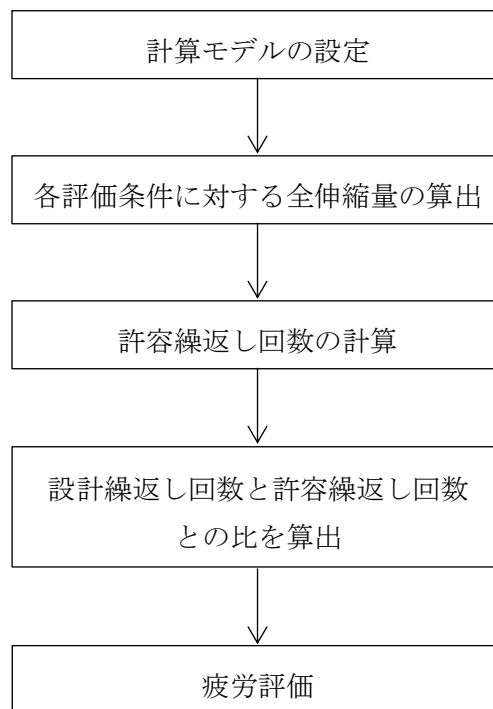 計算モデルの設定
各評価条件に対する全伸縮量の算出
許容繰返し回数の計算
設計繰返し回数と許容繰返し回数
との比を算出
疲労評価